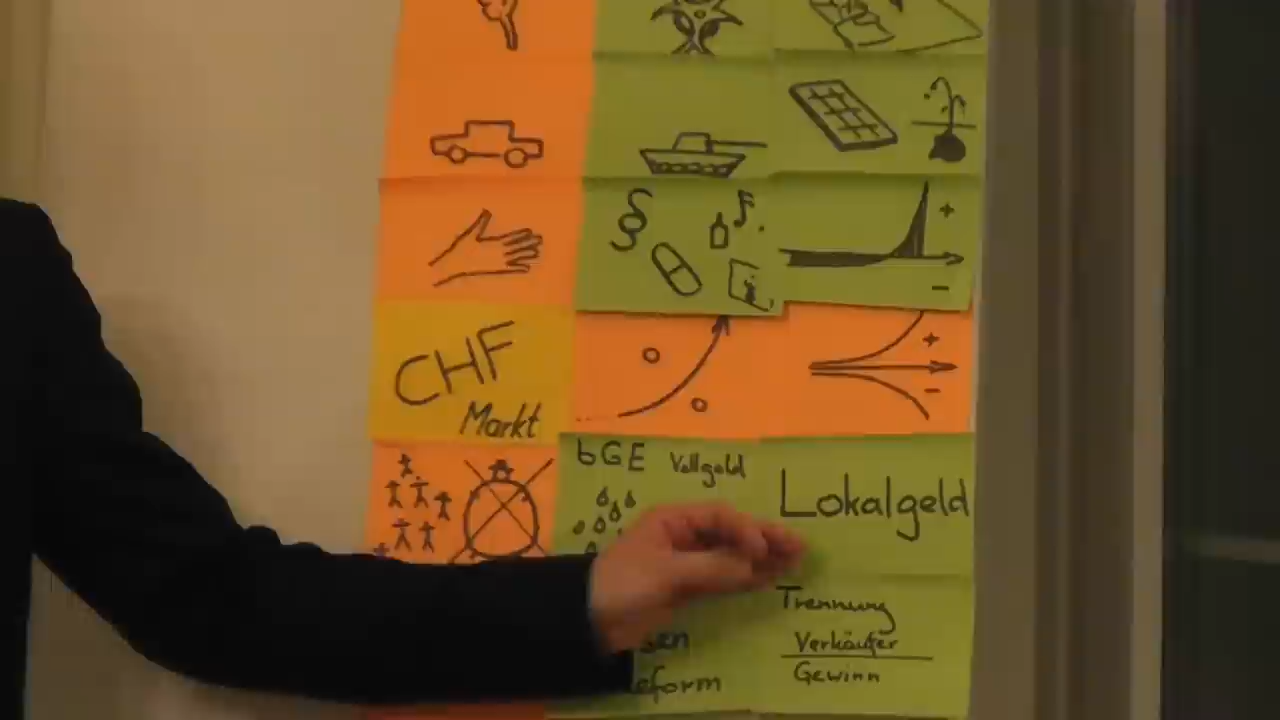 +
-
CHF
Markt
+
-
bGE Vollgeld
Lokalgeld
Trennung
Verkäufer
Gewinn